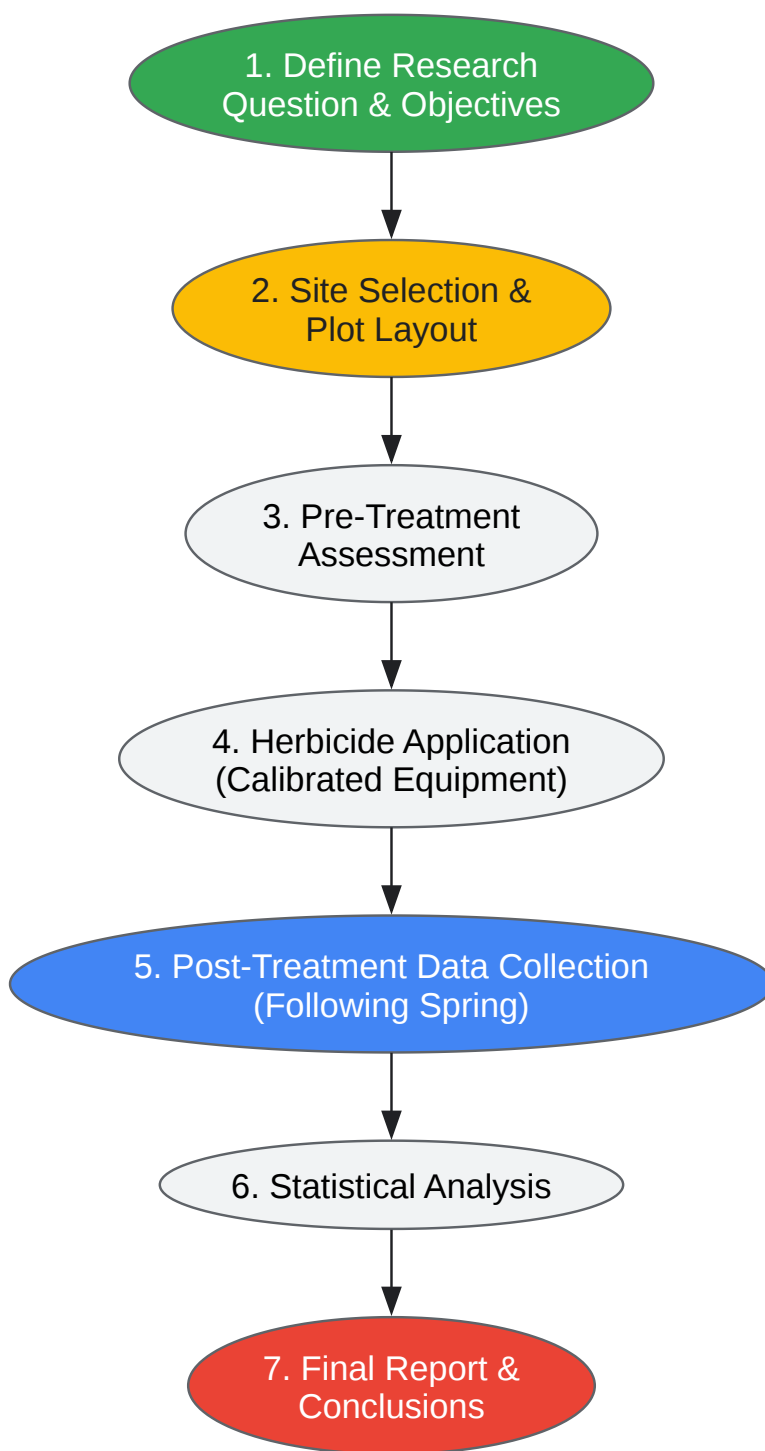 1. Define Research
Question & Objectives
2. Site Selection &
Plot Layout
3. Pre-Treatment
Assessment
4. Herbicide Application
(Calibrated Equipment)
5. Post-Treatment Data Collection
(Following Spring)
6. Statistical Analysis
7. Final Report &
Conclusions